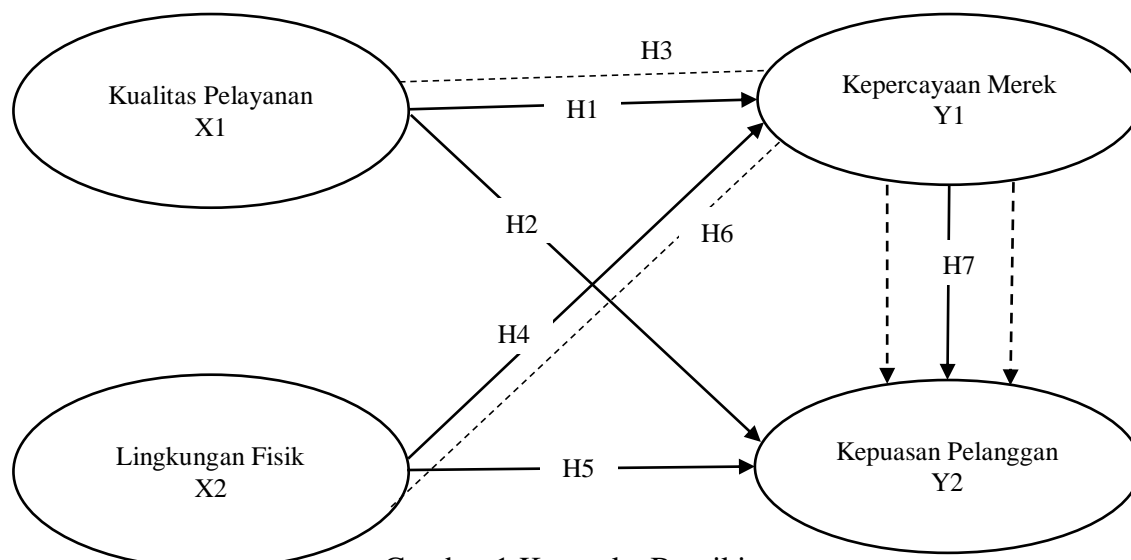 H3
Kualitas Pelayanan
X1
Kepercayaan Merek
Y1
H1
H2
H6
H7
H4
Lingkungan Fisik
X2
H5
Kepuasan Pelanggan
Y2